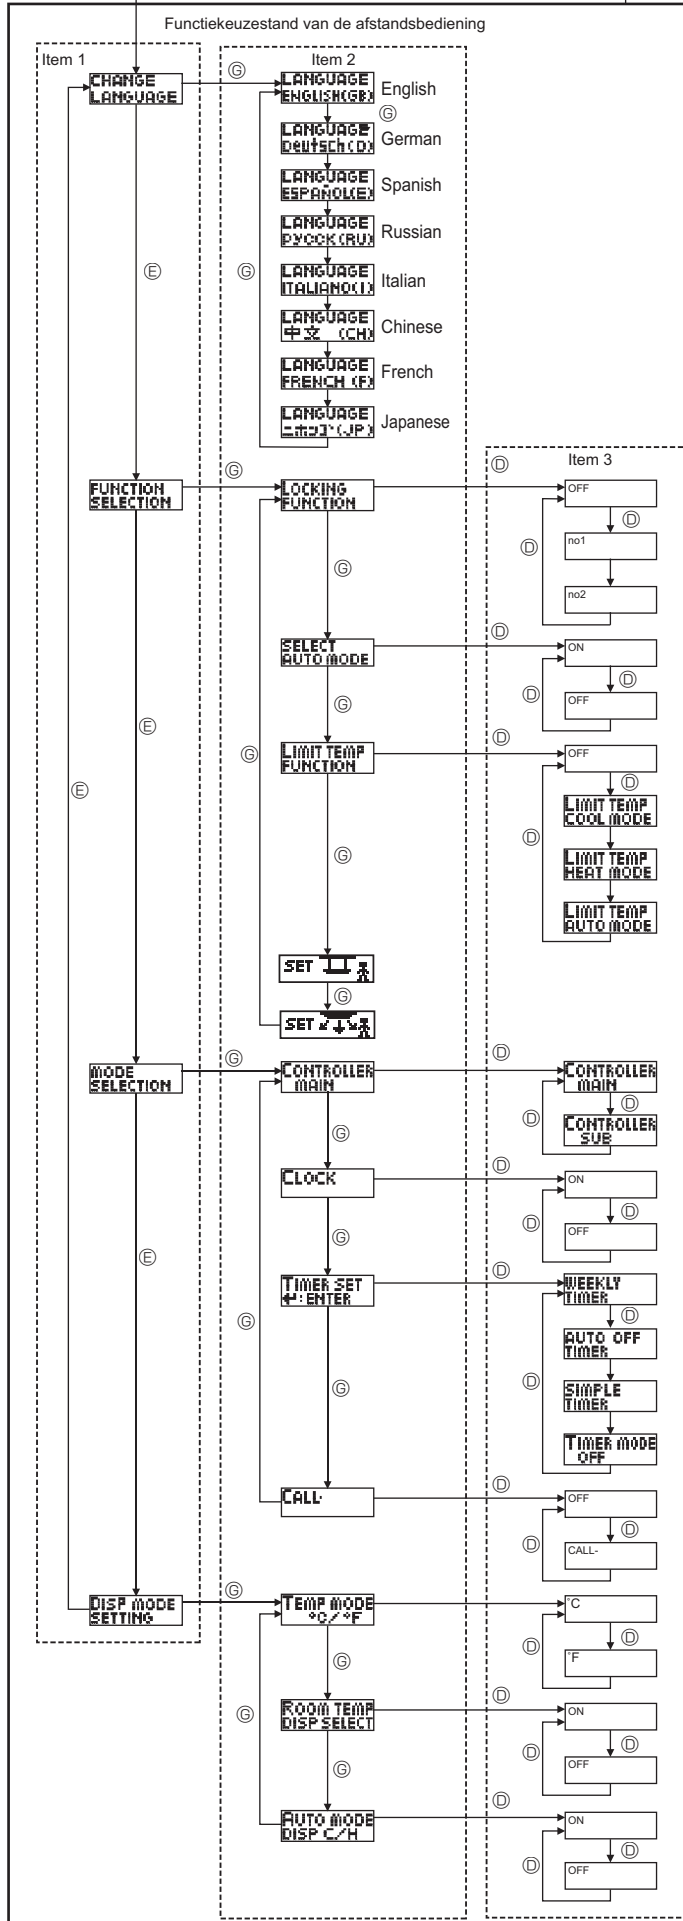 Functiekeuzestand van de afstandsbediening
Item 1
Item 2
CHANGE
LANGUAGE
Ⓖ
LANGUAGE
ENGLISH(GB)
English
Ⓖ
LANGUAGE
Deutsch(D)
German
LANGUAGE
ESPAÑOL(E)
Spanish
LANGUAGE
РУССК(RU)
Russian
Ⓔ
Ⓖ
LANGUAGE
ITALIANO(I)
Italian
LANGUAGE
中文 (CH)
Chinese
LANGUAGE
FRENCH (F)
French
LANGUAGE
ニホンゴ(JP)
Japanese
Item 3
FUNCTION
SELECTION
Ⓖ
LOCKING
FUNCTION
Ⓓ
OFF
Ⓓ
no1
Ⓓ
no2
Ⓖ
SELECT
AUTO MODE
Ⓓ
ON
Ⓓ
Ⓓ
OFF
Ⓔ
Ⓖ
Ⓖ
LIMIT TEMP
FUNCTION
Ⓓ
OFF
Ⓓ
LIMIT TEMP
COOL MODE
Ⓔ
Ⓓ
LIMIT TEMP
HEAT MODE
Ⓖ
LIMIT TEMP
AUTO MODE
SET
Ⓖ
SET
MODE
SELECTION
Ⓖ
CONTROLLER
MAIN
Ⓓ
CONTROLLER
MAIN
Ⓓ
Ⓓ
CONTROLLER
SUB
Ⓖ
CLOCK
Ⓓ
ON
Ⓓ
Ⓓ
OFF
Ⓔ
Ⓖ
TIMER SET
↵:ENTER
Ⓓ
WEEKLY
TIMER
Ⓓ
AUTO OFF
TIMER
Ⓖ
Ⓓ
SIMPLE
TIMER
Ⓖ
TIMER MODE
OFF
CALL-
Ⓓ
OFF
Ⓓ
Ⓓ
CALL-
DISP MODE
SETTING
Ⓖ
TEMP MODE
°C/°F
Ⓓ
°C
Ⓓ
Ⓓ
°F
Ⓖ
Ⓖ
ROOM TEMP
DISP SELECT
Ⓓ
ON
Ⓓ
Ⓓ
OFF
Ⓖ
AUTO MODE
DISP C/H
Ⓓ
ON
Ⓓ
Ⓓ
OFF